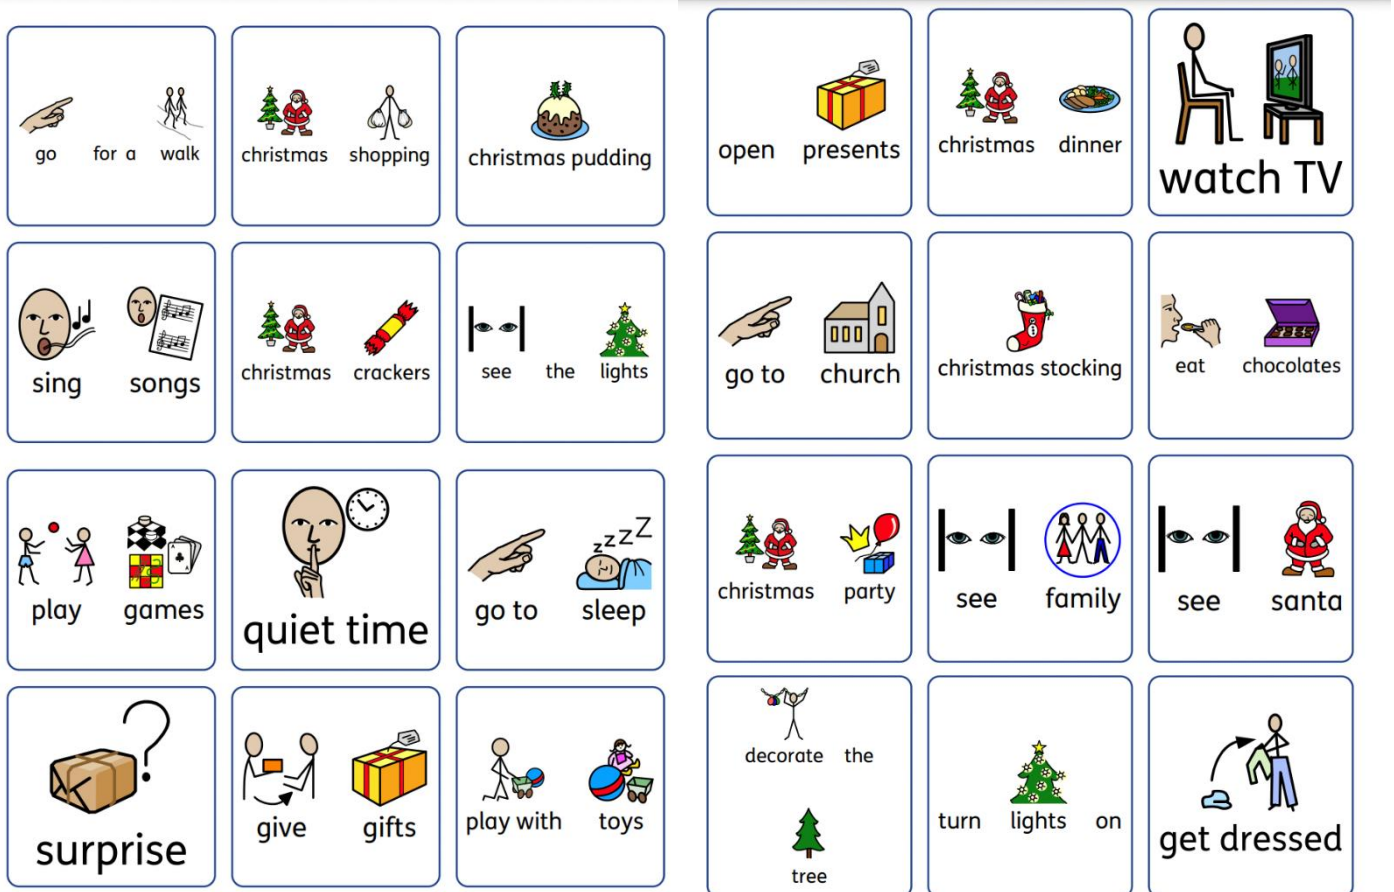 go for a walk
christmas shopping
christmas pudding
sing songs
christmas crackers
see the lights
play games
quiet time
go to sleep
surprise
give gifts
play with toys
open presents
christmas dinner
watch TV
go to church
christmas stocking
eat chocolates
christmas party
see family
see santa
decorate the
tree
turn lights on
get dressed